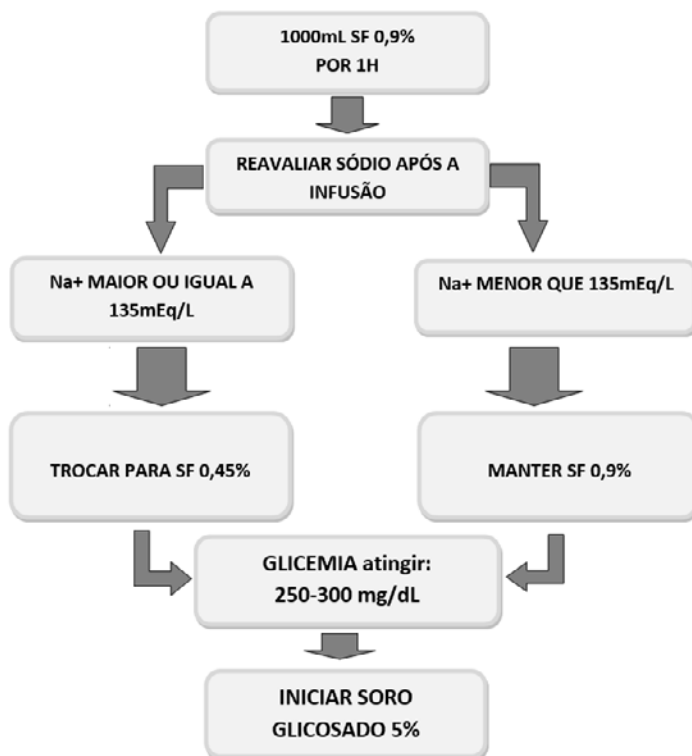 1000mL SF 0,9%
POR 1H
REAVALIAR SÓDIO APÓS A
INFUSÃO
Na+ MAIOR OU IGUAL A
135mEq/L
Na+ MENOR QUE 135mEq/L
TROCAR PARA SF 0,45%
MANTER SF 0,9%
GLICEMIA atingir:
250-300 mg/dL
INICIAR SORO
GLICOSADO 5%